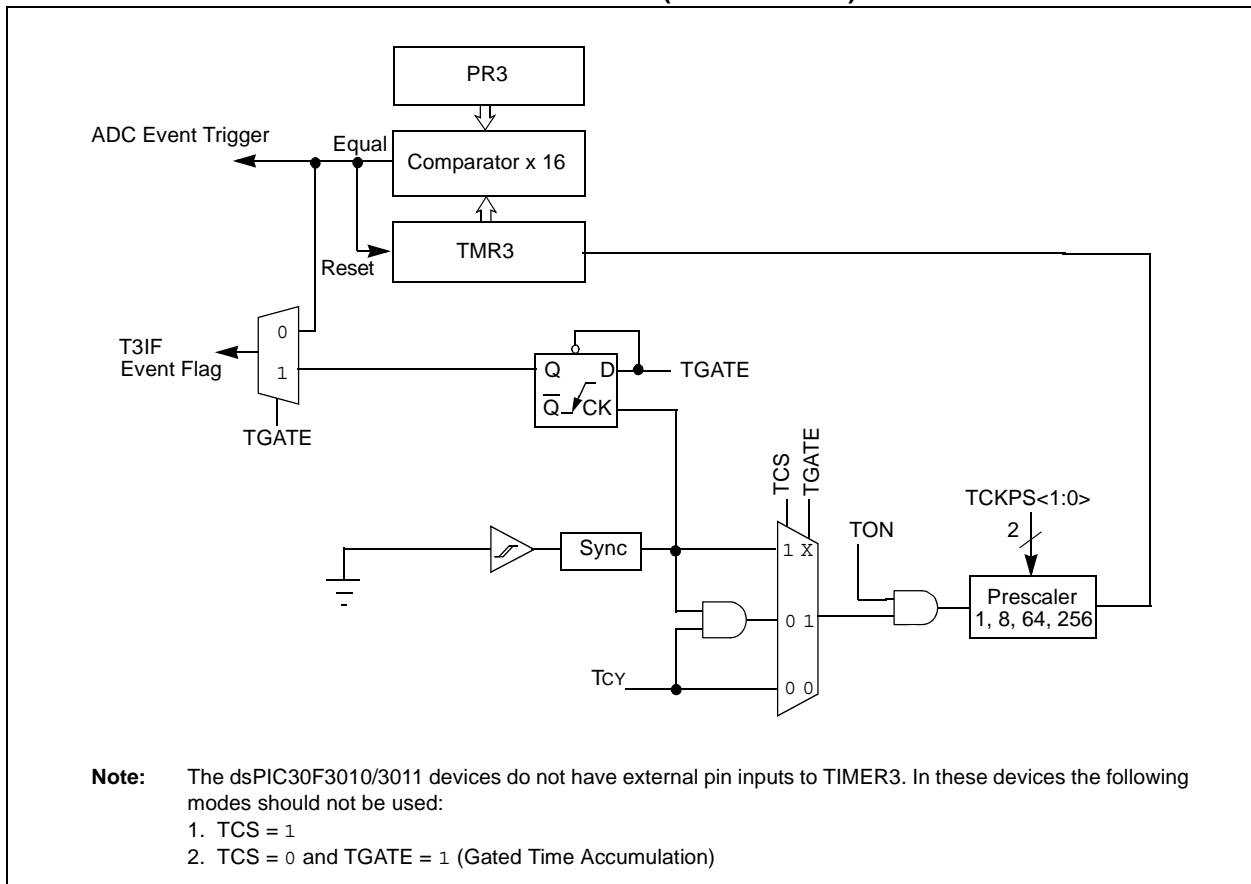 PR3
ADC Event Trigger
Equal
Comparator x 16
TMR3
Reset
0
T3IF
Event Flag
1
TGATE
Q
D
TGATE
Q
CK
TCS
TGATE
TCKPS<1:0>
2
TON
Sync
1 X
Prescaler
1, 8, 64, 256
0 1
TCY
0 0
Note: The dsPIC30F3010/3011 devices do not have external pin inputs to TIMER3. In these devices the following
modes should not be used:
1. TCS = 1
2. TCS = 0 and TGATE = 1 (Gated Time Accumulation)